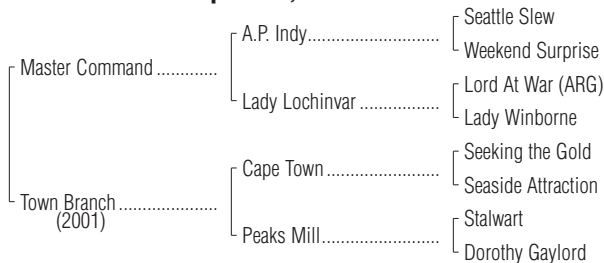 Seattle Slew
A.P. Indy
Weekend Surprise
Master Command
Lord At War (ARG)
Lady Lochinvar
Lady Winborne
Seeking the Gold
Cape Town
Seaside Attraction
Town Branch
(2001)
Stalwart
Peaks Mill
Dorothy Gaylord